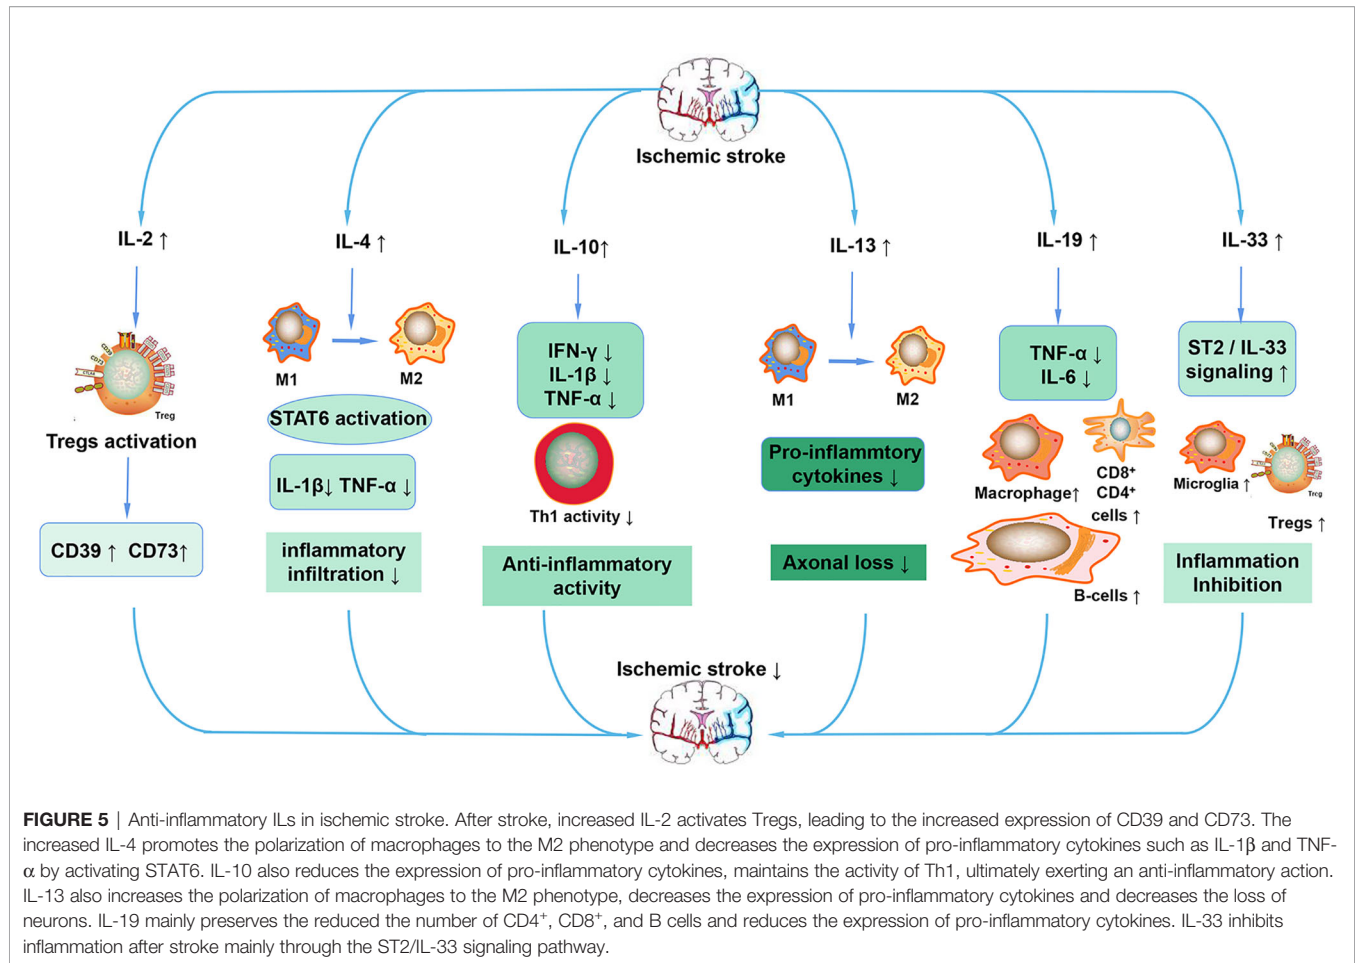 Ischemic stroke
IL-2 ↑
IL-4 ↑
IL-10↑
IL-13 ↑
IL-19 ↑
IL-33 ↑
CD73
CTLA4
Treg
Tregs activation
CD39 ↑ CD73↑
M1
M2
STAT6 activation
IL-1β↓ TNF-α ↓
inflammatory
infiltration ↓
IFN-γ ↓
IL-1β ↓
TNF-α ↓
Th1 activity ↓
Anti-inflammatory
activity
M1
M2
Pro-inflammtory
cytokines ↓
Axonal loss ↓
TNF-α ↓
IL-6 ↓
Macrophage↑
CD8⁺
CD4⁺
cells ↑
B-cells ↑
ST2 / IL-33
signaling ↑
Microglia ↑
Treg
Tregs ↑
Inflammation
Inhibition
Ischemic stroke ↓
FIGURE 5 | Anti-inflammatory ILs in ischemic stroke. After stroke, increased IL-2 activates Tregs, leading to the increased expression of CD39 and CD73. The
increased IL-4 promotes the polarization of macrophages to the M2 phenotype and decreases the expression of pro-inflammatory cytokines such as IL-1β and TNF-
α by activating STAT6. IL-10 also reduces the expression of pro-inflammatory cytokines, maintains the activity of Th1, ultimately exerting an anti-inflammatory action.
IL-13 also increases the polarization of macrophages to the M2 phenotype, decreases the expression of pro-inflammatory cytokines and decreases the loss of
neurons. IL-19 mainly preserves the reduced the number of CD4⁺, CD8⁺, and B cells and reduces the expression of pro-inflammatory cytokines. IL-33 inhibits
inflammation after stroke mainly through the ST2/IL-33 signaling pathway.